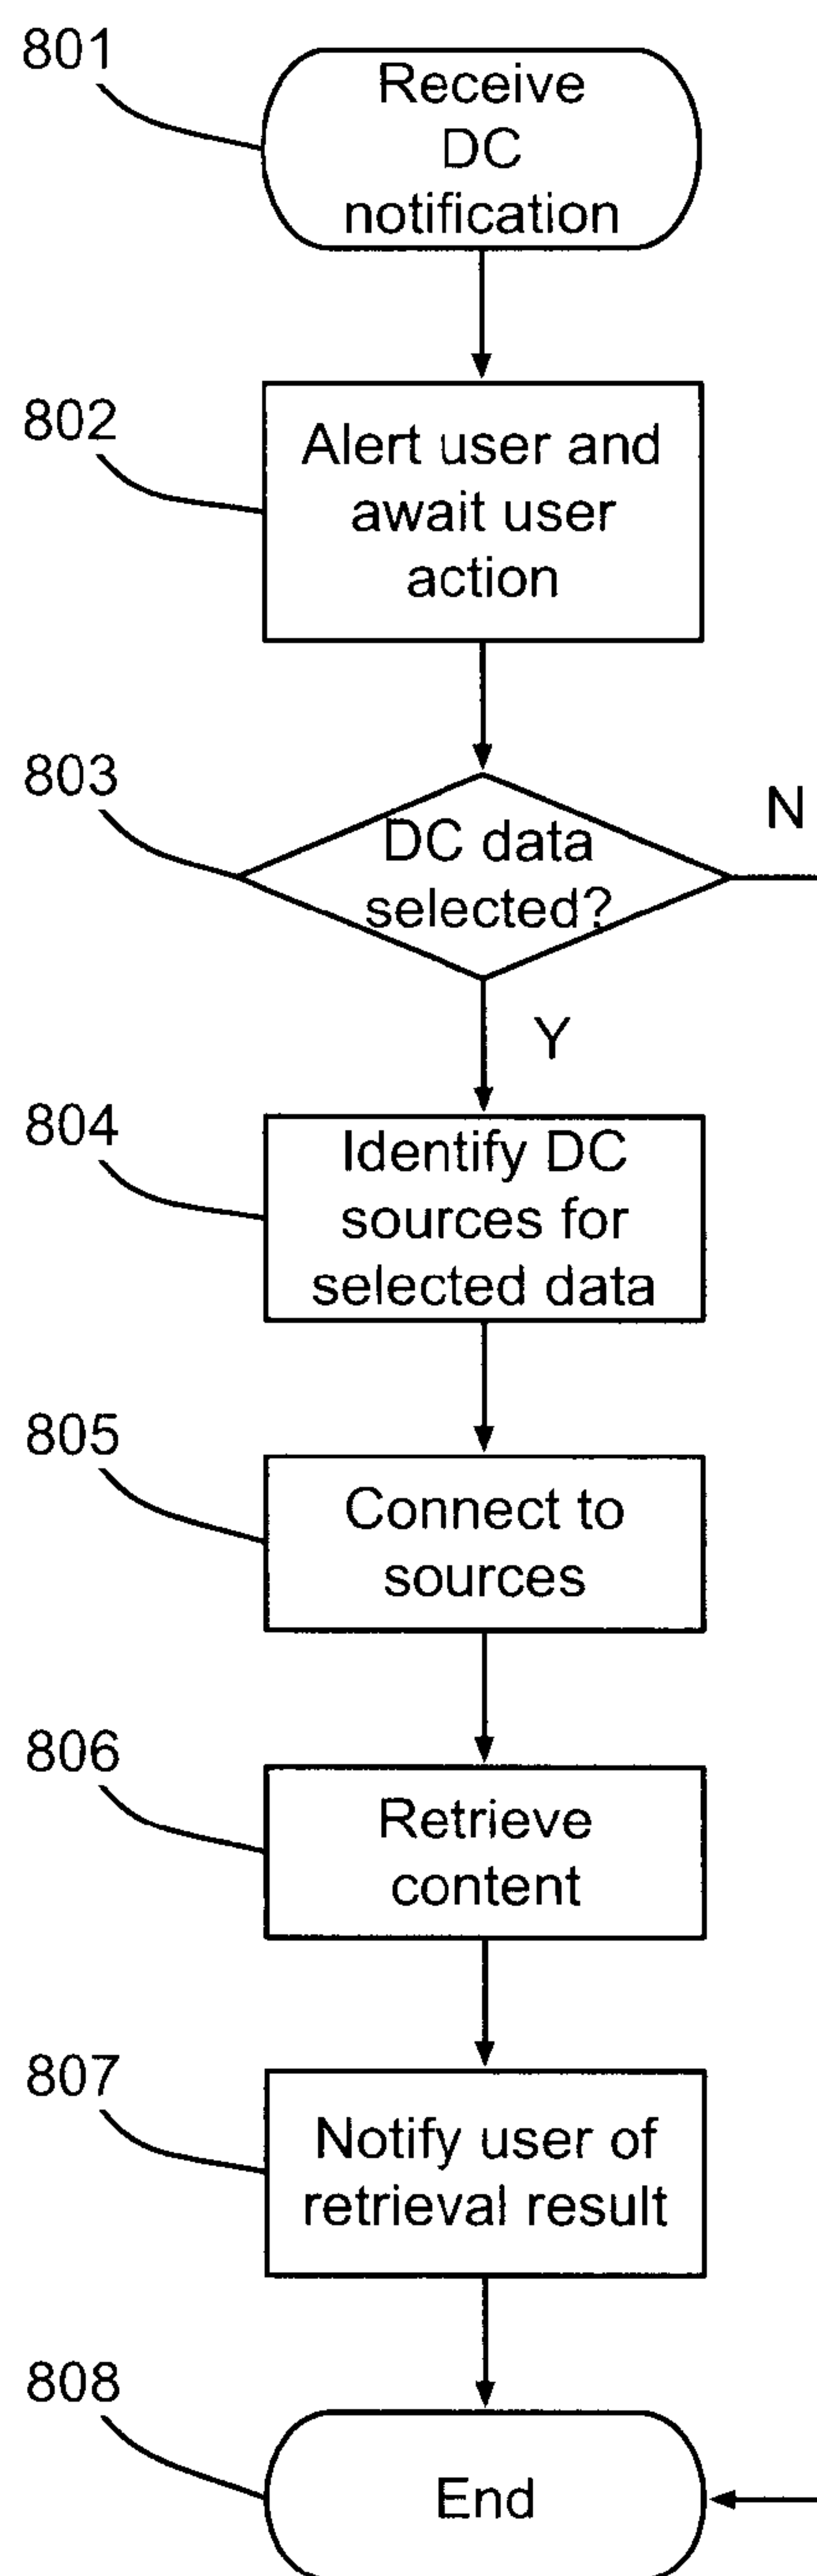 801
Receive
DC
notification
802
Alert user and
await user
action
803
DC data
selected?
N
Y
804
Identify DC
sources for
selected data
805
Connect to
sources
806
Retrieve
content
807
Notify user of
retrieval result
808
End